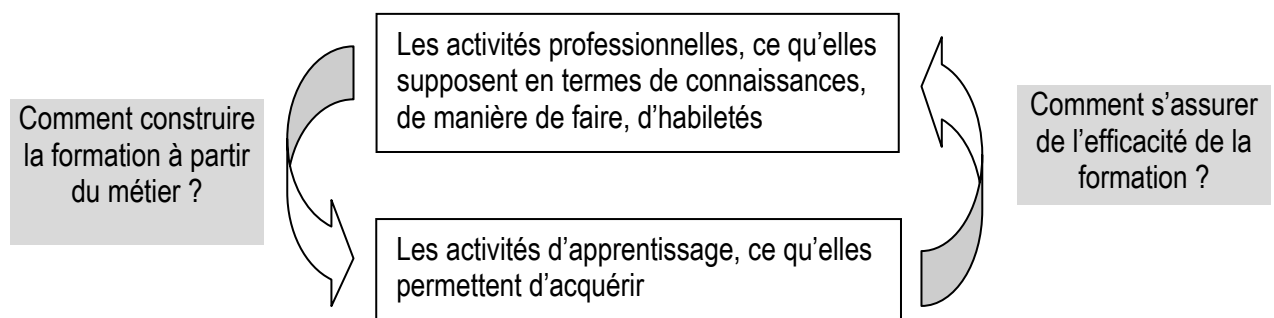 Les activités professionnelles, ce qu’elles
supposent en termes de connaissances,
de manière de faire, d’habiletés
Comment construire
la formation à partir
du métier ?
Comment s’assurer
de l’efficacité de la
formation ?
Les activités d’apprentissage, ce qu’elles
permettent d’acquérir